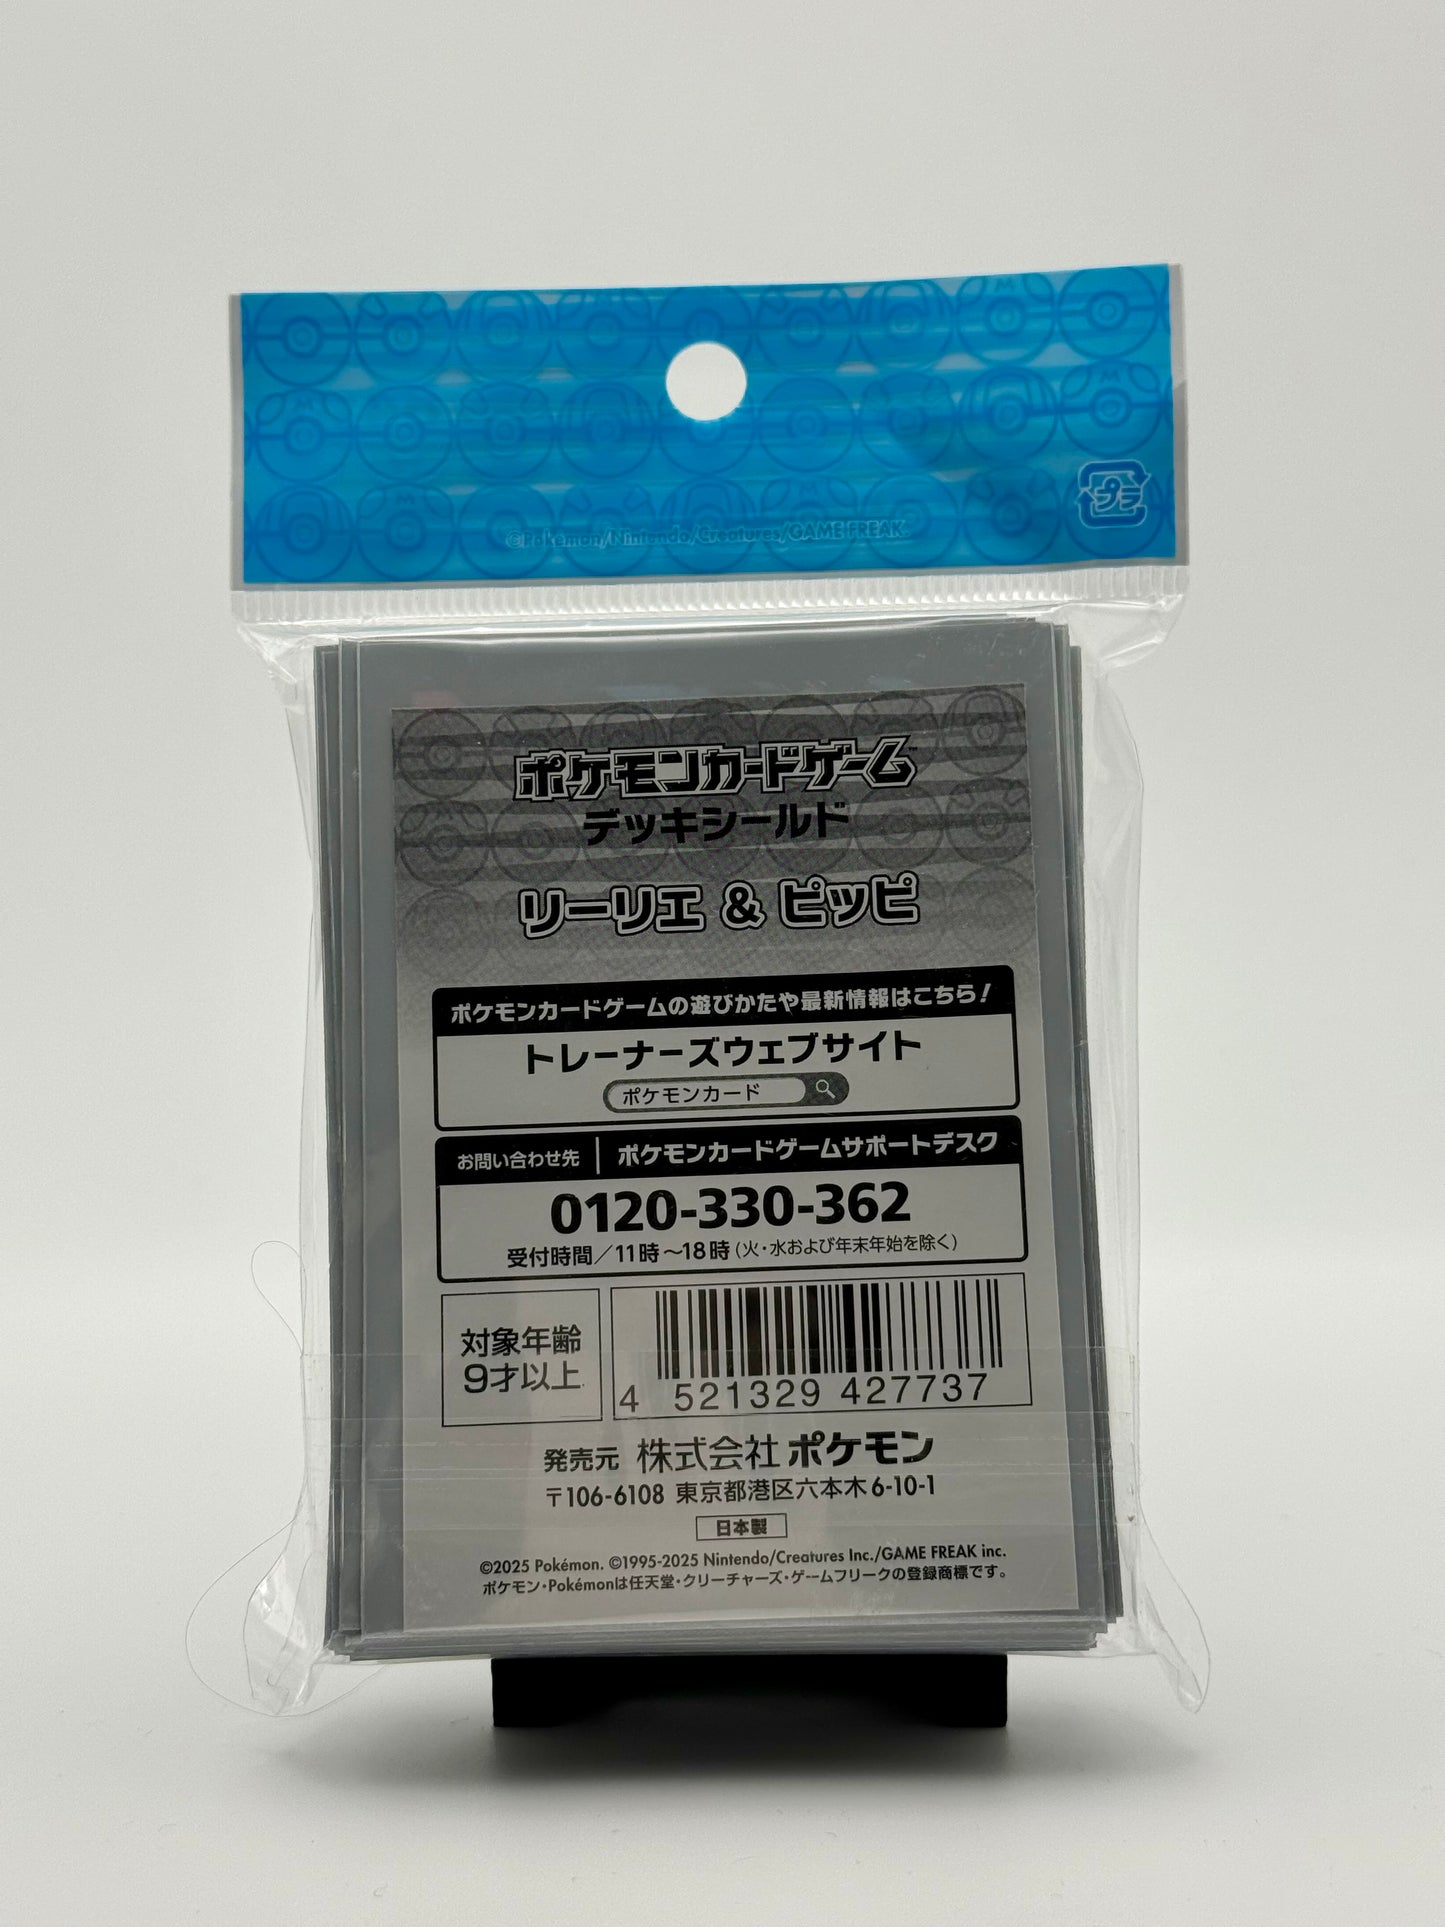 プラ
©Pokémon/Nintendo/Creatures/GAME FREAK
ポケモンカードゲーム™
デッキシールド
リーリエ & ピッピ
ポケモンカードゲームの遊びかたや最新情報はこちら!
トレーナーズウェブサイト
ポケモンカード
お問い合わせ先 ポケモンカードゲームサポートデスク
0120-330-362
受付時間/11時~18時(火・水および年末年始を除く)
対象年齢
9才以上
4 521329 427737
発売元 株式会社ポケモン
〒106-6108 東京都港区六本木6-10-1
日本製
©2025 Pokémon. ©1995-2025 Nintendo/Creatures Inc./GAME FREAK inc.
ポケモン・Pokémonは任天堂・クリーチャーズ・ゲームフリークの登録商標です。